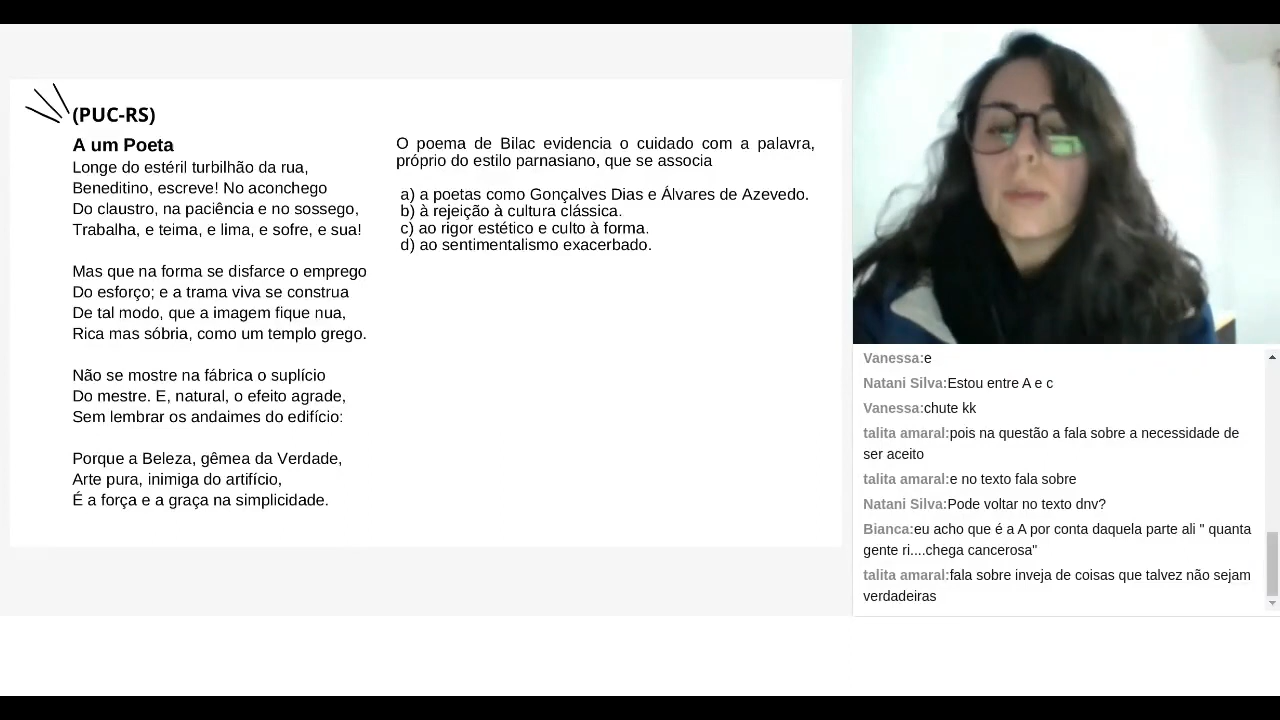 (PUC-RS)
A um Poeta
Longe do estéril turbilhão da rua,
Beneditino, escreve! No aconchego
Do claustro, na paciência e no sossego,
Trabalha, e teima, e lima, e sofre, e sua!
Mas que na forma se disfarce o emprego
Do esforço; e a trama viva se construa
De tal modo, que a imagem fique nua,
Rica mas sóbria, como um templo grego.
Não se mostre na fábrica o suplício
Do mestre. E, natural, o efeito agrade,
Sem lembrar os andaimes do edifício:
Porque a Beleza, gêmea da Verdade,
Arte pura, inimiga do artifício,
É a força e a graça na simplicidade.
O poema de Bilac evidencia o cuidado com a palavra,
próprio do estilo parnasiano, que se associa
a) a poetas como Gonçalves Dias e Álvares de Azevedo.
b) à rejeição à cultura clássica.
c) ao rigor estético e culto à forma.
d) ao sentimentalismo exacerbado.
Vanessa:e
Natani Silva:Estou entre A e c
Vanessa:chute kk
talita amaral:pois na questão a fala sobre a necessidade de
ser aceito
talita amaral:e no texto fala sobre
Natani Silva:Pode voltar no texto dnv?
Bianca:eu acho que é a A por conta daquela parte ali " quanta
gente ri....chega cancerosa"
talita amaral:fala sobre inveja de coisas que talvez não sejam
verdadeiras